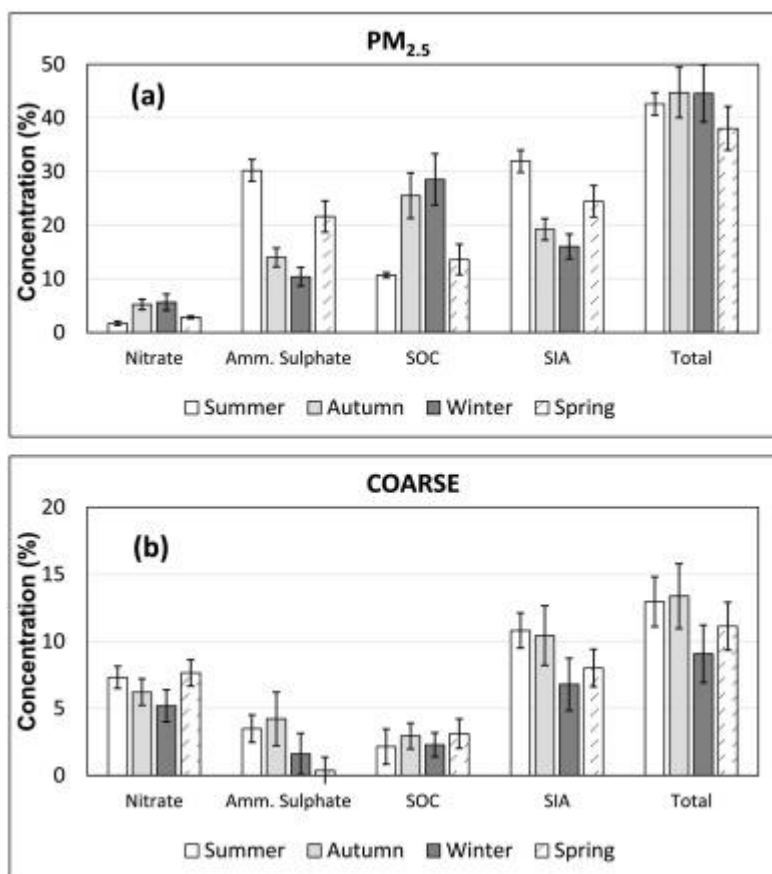 PM2.5
(a)
Concentration (%)
50
40
30
20
10
0
Nitrate Amm. Sulphate SOC SIA Total
Summer Autumn Winter Spring
COARSE
(b)
Concentration (%)
20
15
10
5
0
Nitrate Amm. Sulphate SOC SIA Total
Summer Autumn Winter Spring